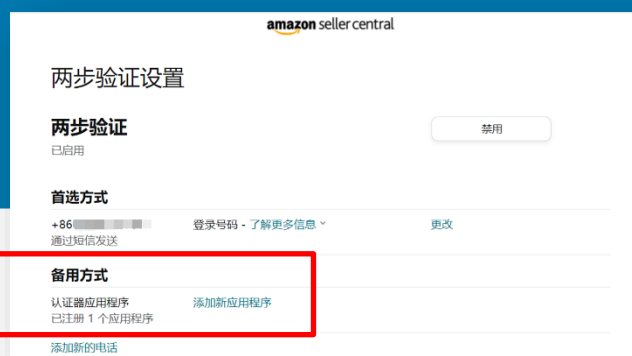 amazon seller central
两步验证设置
两步验证
禁用
已启用
首选方式
+86
登录号码 - 了解更多信息
更改
通过短信发送
备用方式
认证器应用程序
添加新应用程序
已注册 1 个应用程序
添加新的电话